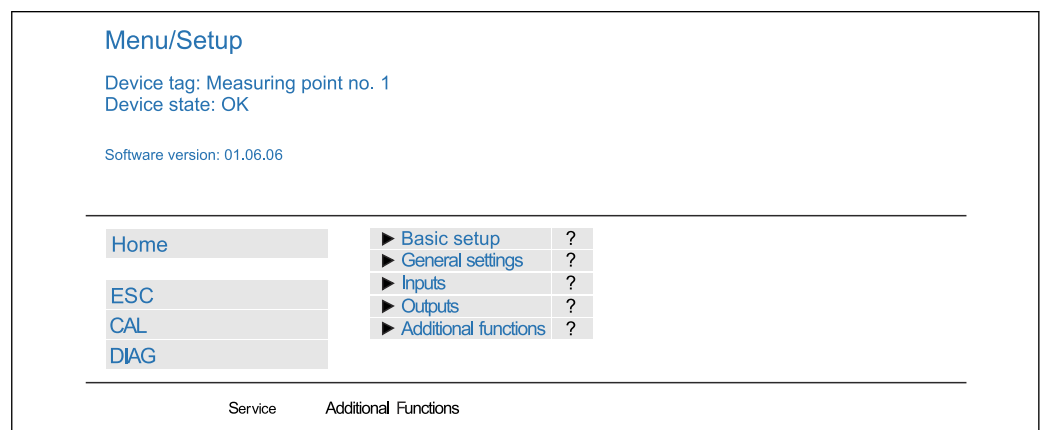 Menu/Setup
Device tag: Measuring point no. 1
Device state: OK
Software version: 01.06.06
Home
ESC
CAL
DIAG
► Basic setup ?
► General settings ?
► Inputs ?
► Outputs ?
► Additional functions ?
Service Additional Functions